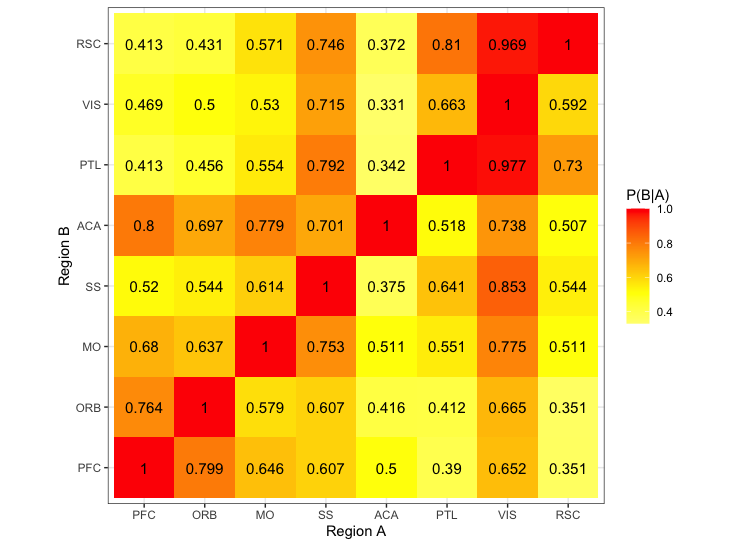 RSC 0.413 0.431 0.571 0.746 0.372 0.81 0.969 1
VIS 0.469 0.5 0.53 0.715 0.331 0.663 1 0.592
PTL 0.413 0.456 0.554 0.792 0.342 1 0.977 0.73
ACA 0.8 0.697 0.779 0.701 1 0.518 0.738 0.507
SS 0.52 0.544 0.614 1 0.375 0.641 0.853 0.544
MO 0.68 0.637 1 0.753 0.511 0.551 0.775 0.511
ORB 0.764 1 0.579 0.607 0.416 0.412 0.665 0.351
PFC 1 0.799 0.646 0.607 0.5 0.39 0.652 0.351
PFC ORB MO SS ACA PTL VIS RSC
Region A
Region B
P(B|A)
1.0
0.8
0.6
0.4